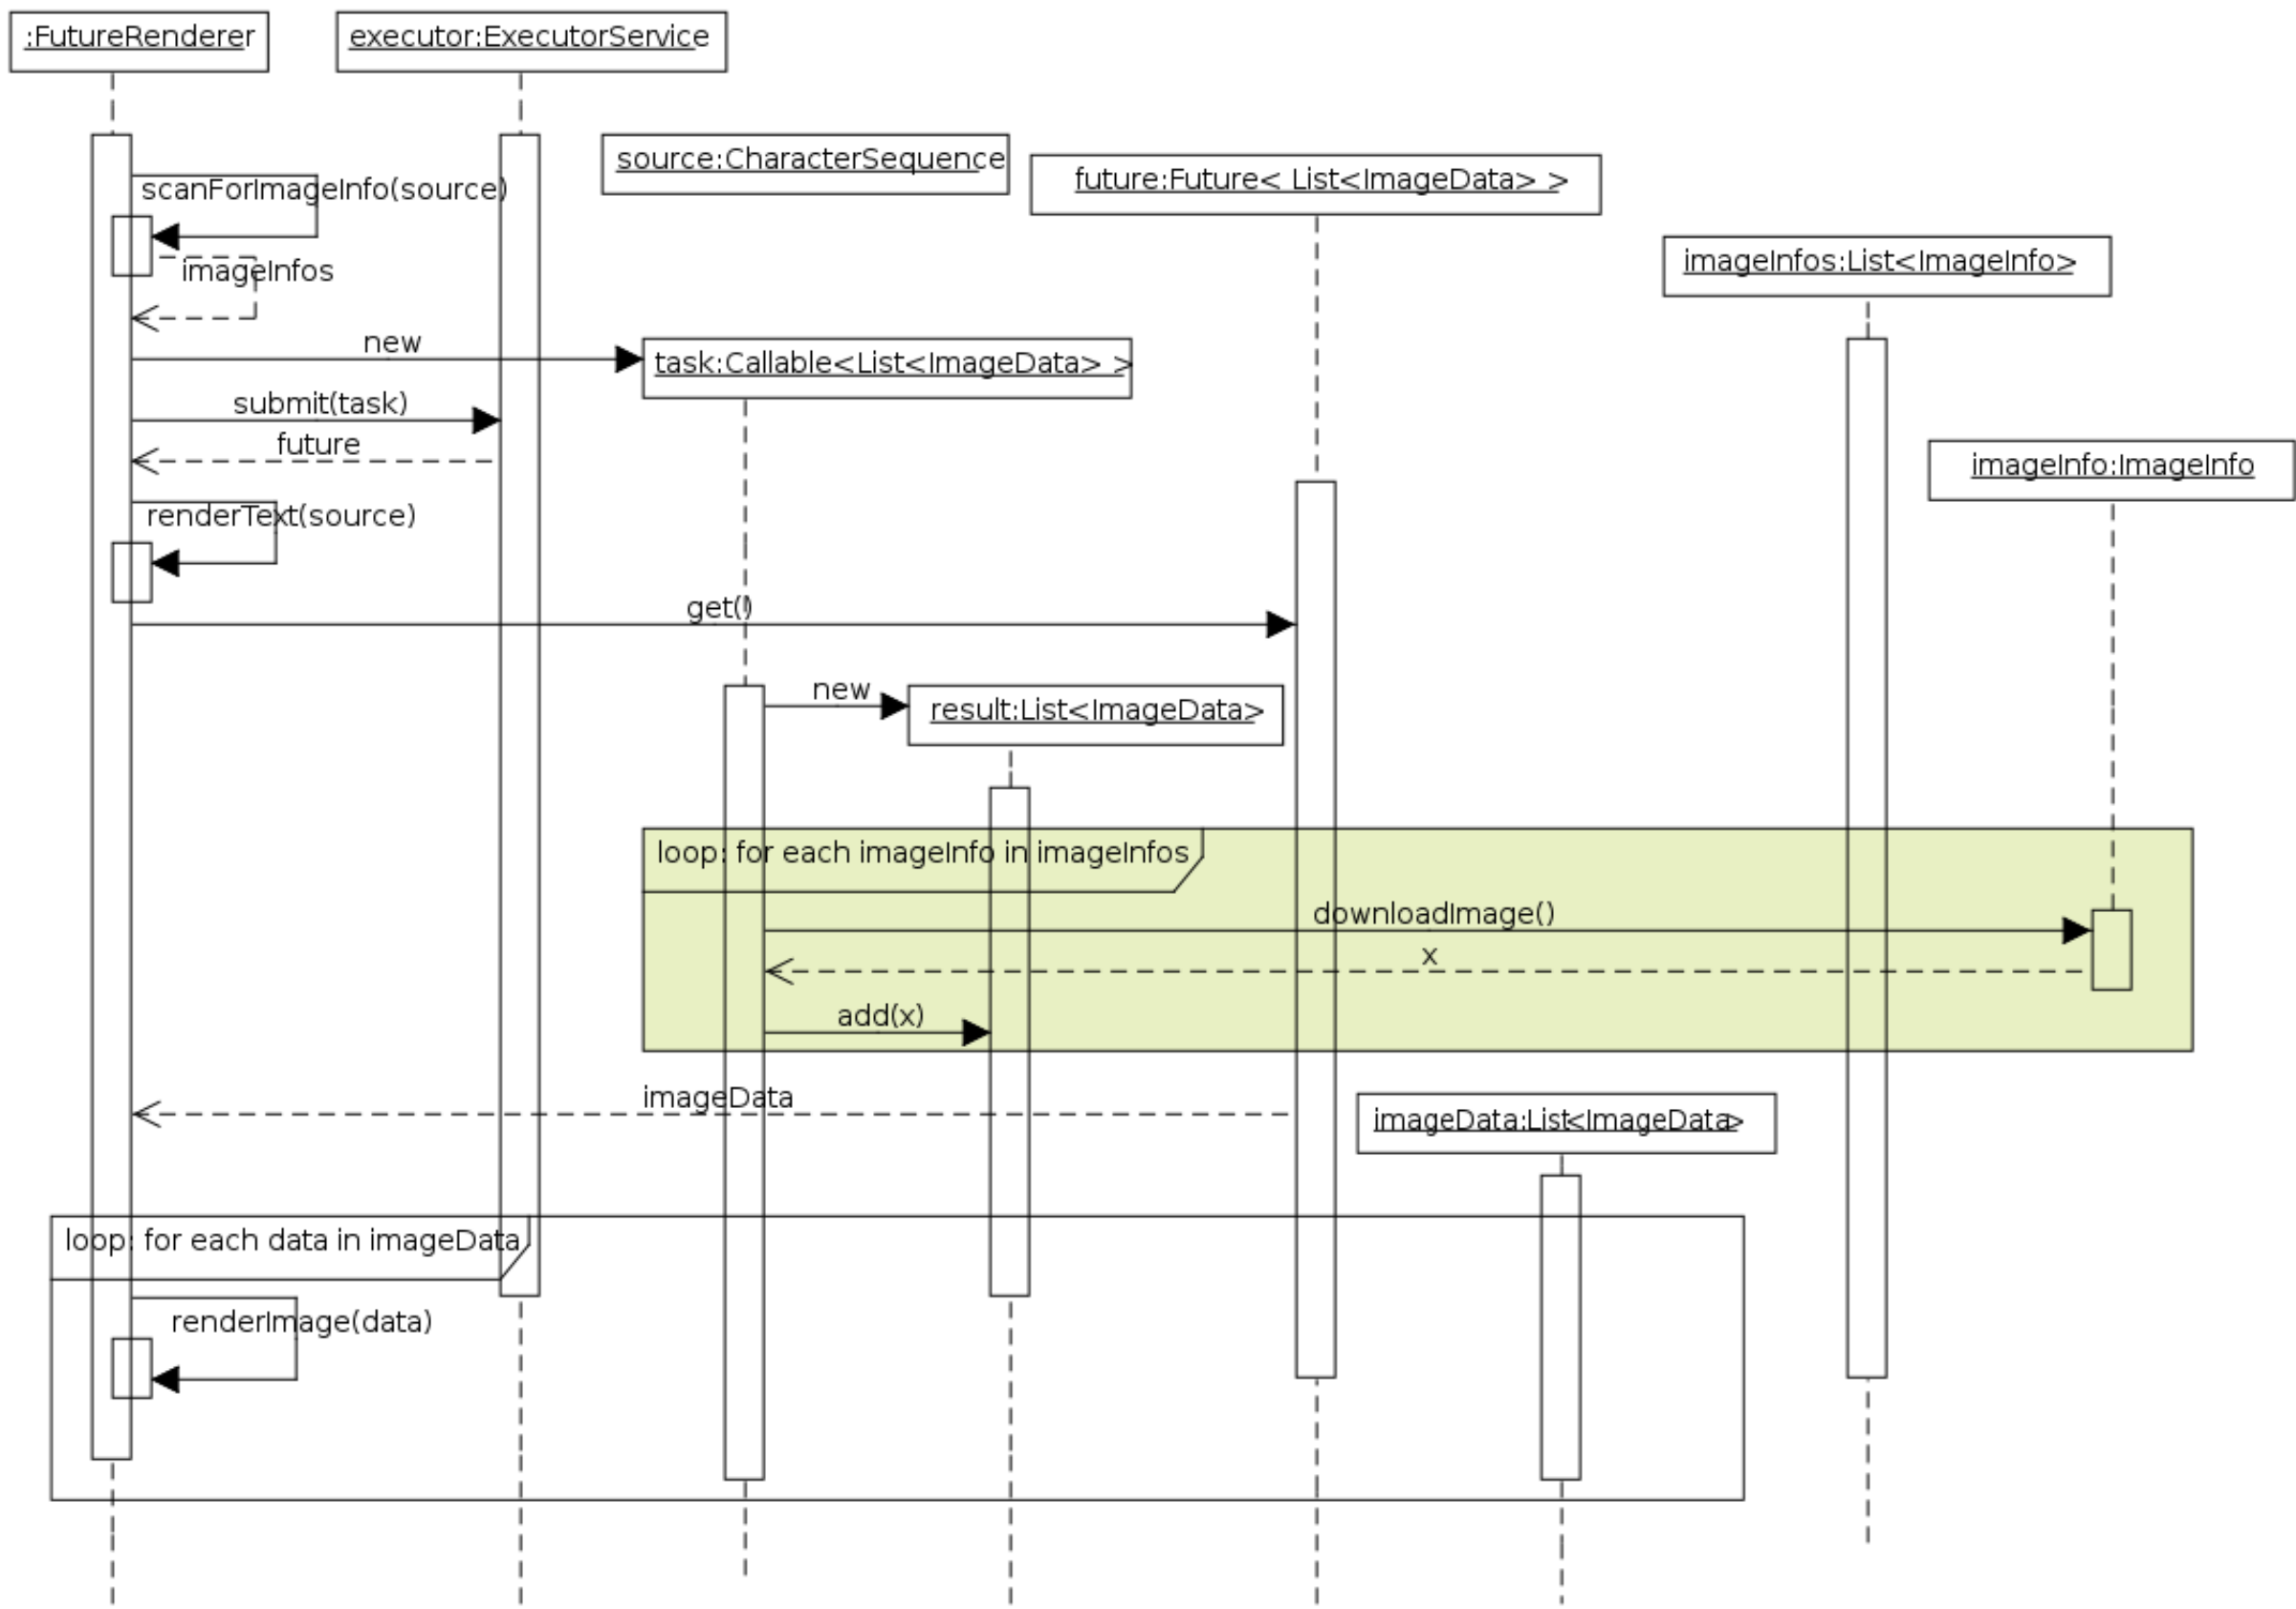 :FutureRenderer
executor:ExecutorService
source:CharacterSequence
future:Future< List<ImageData> >
scanForImageInfo(source)
imageInfos:List<ImageInfo>
imageInfos
new
task:Callable<List<ImageData> >
submit(task)
future
imageInfo:ImageInfo
renderText(source)
get()
new
result:List<ImageData>
loop: for each imageInfo in imageInfos
downloadImage()
x
add(x)
imageData
imageData:List<ImageData>
loop: for each data in imageData
renderImage(data)